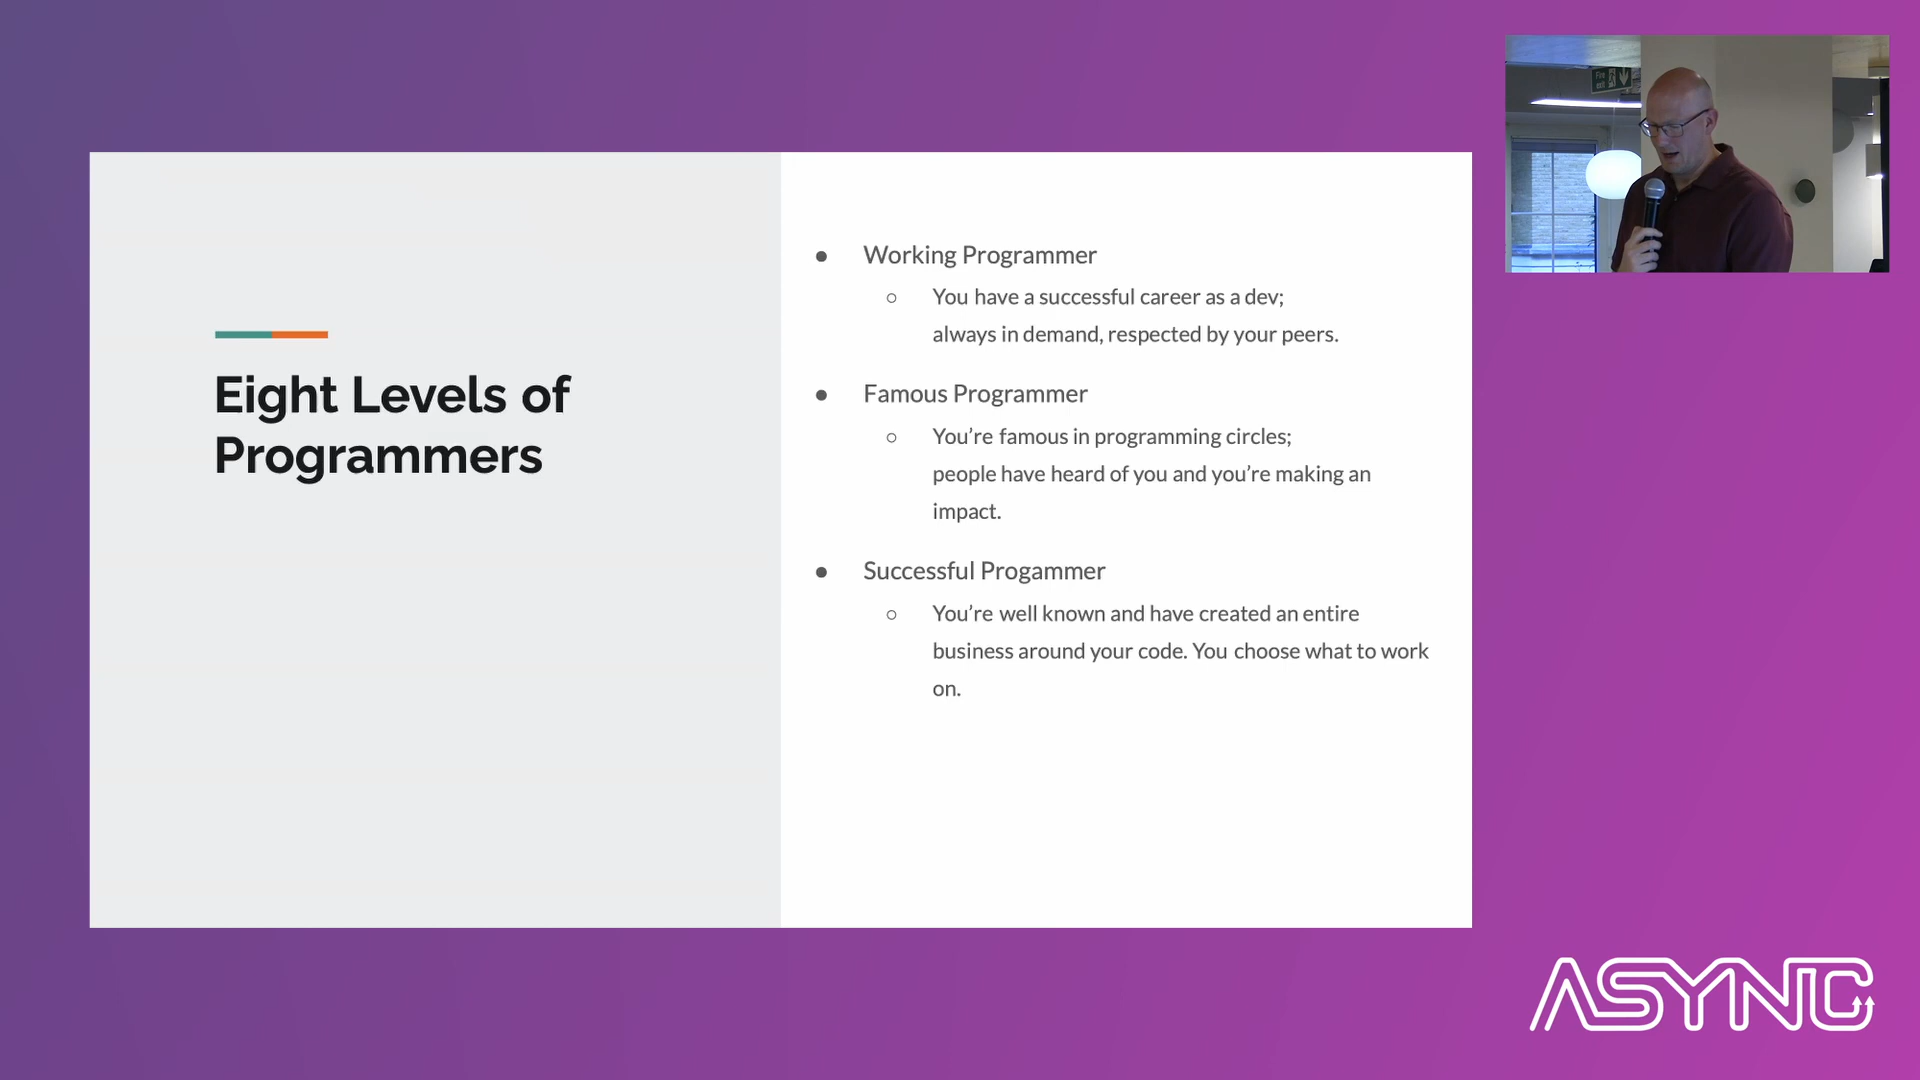 Eight Levels of
Programmers
● Working Programmer
○ You have a successful career as a dev;
always in demand, respected by your peers.
● Famous Programmer
○ You’re famous in programming circles;
people have heard of you and you’re making an
impact.
● Successful Progammer
○ You’re well known and have created an entire
business around your code. You choose what to work
on.
Fire
exit
ASYNC